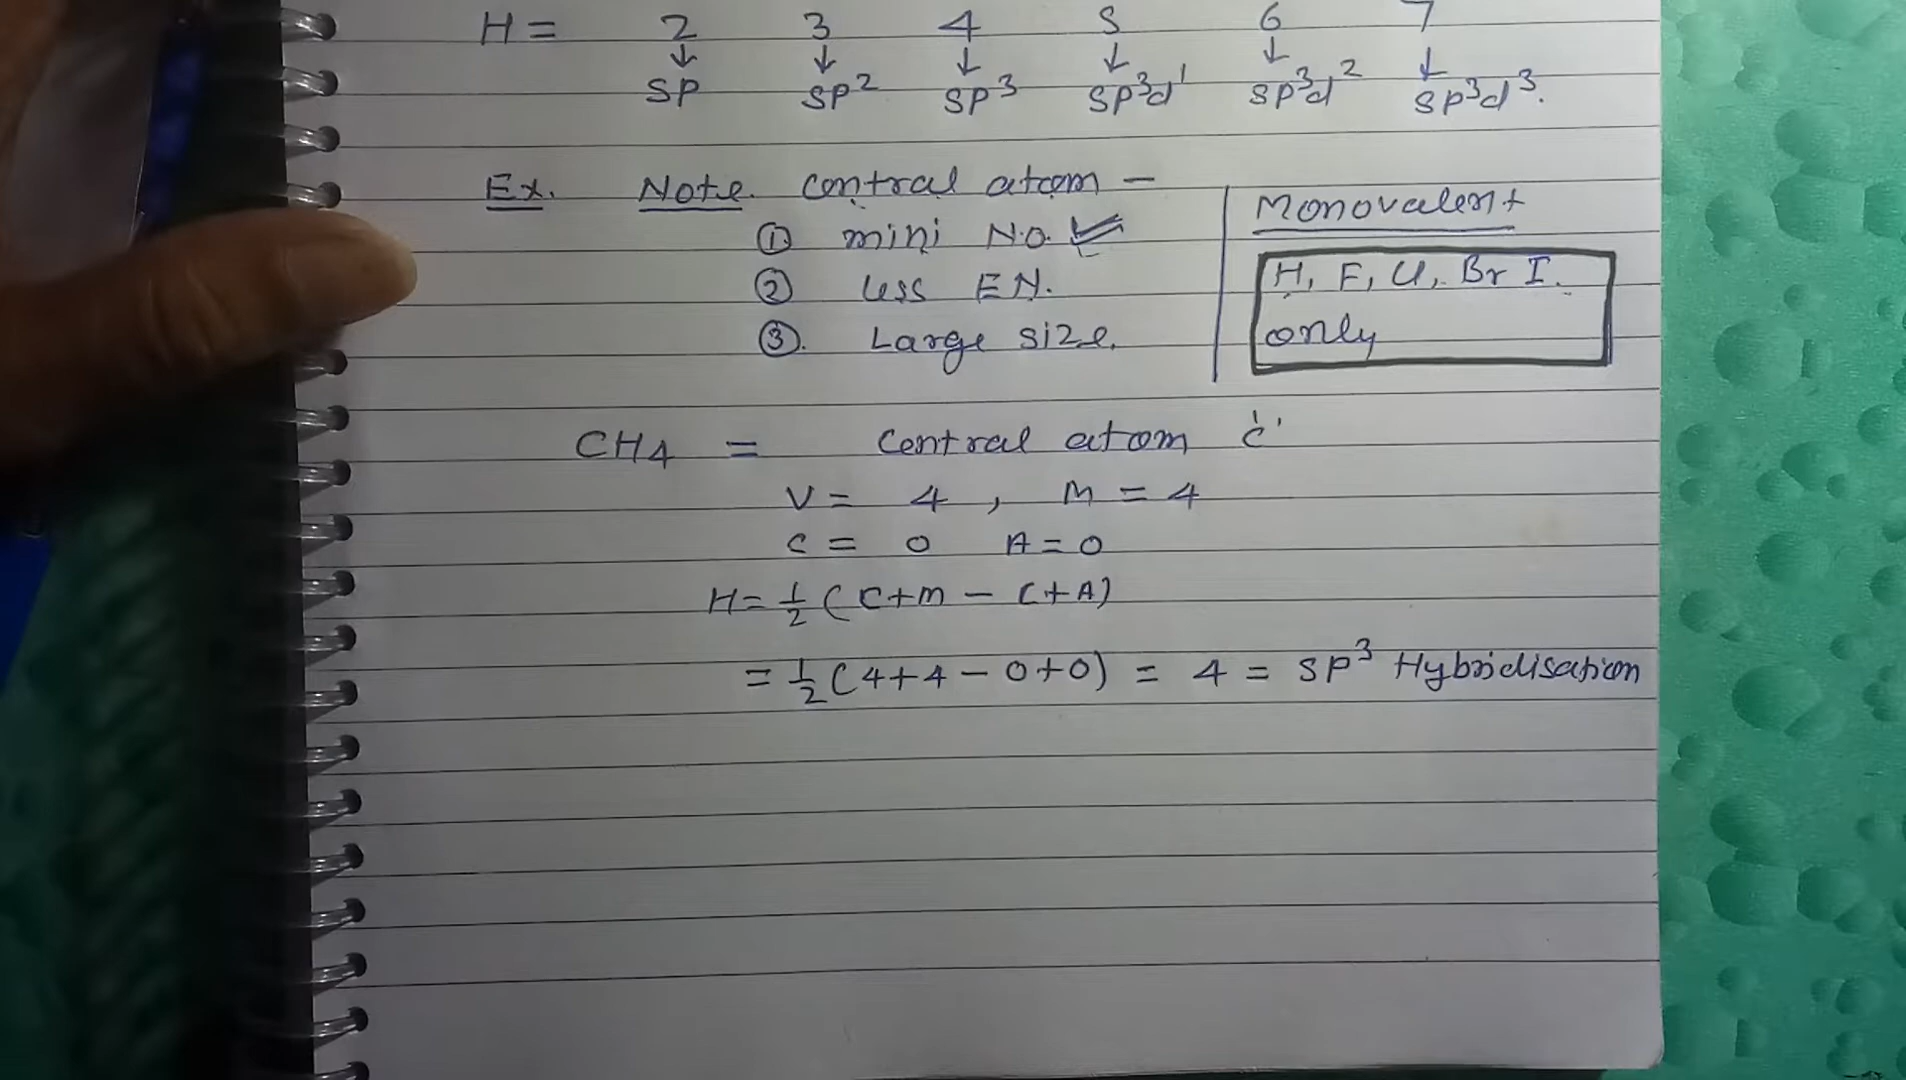 H = 2 3 4 5 6 7
↓ ↓ ↓ ↓ ↓ ↓
sp sp² sp³ sp³d¹ sp³d² sp³d³.
Ex. Note. Central atom –
① mini No.
② less EN.
③. Large size.
Monovalent
H, F, Cl, Br I.
only
CH4 = Central atom 'c'
V = 4 , M = 4
C = 0 A = 0
H = ½ ( C + M – C + A )
= ½ ( 4 + 4 – 0 + 0 ) = 4 = SP³ Hybridisation